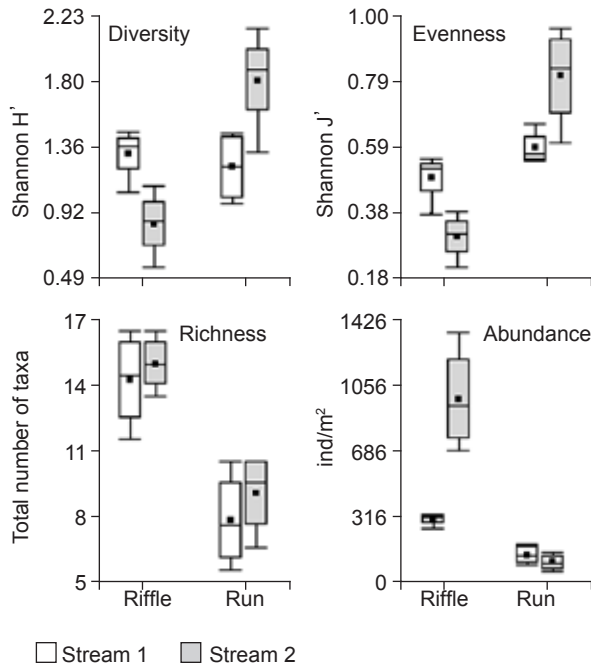 Diversity
Shannon H'
2.23
1.80
1.36
0.92
0.49
Evenness
Shannon J'
1.00
0.79
0.59
0.38
0.18
Richness
Total number of taxa
17
14
11
8
5
Riffle Run
Abundance
ind/m²
1426
1056
686
316
0
Riffle Run
Stream 1 Stream 2